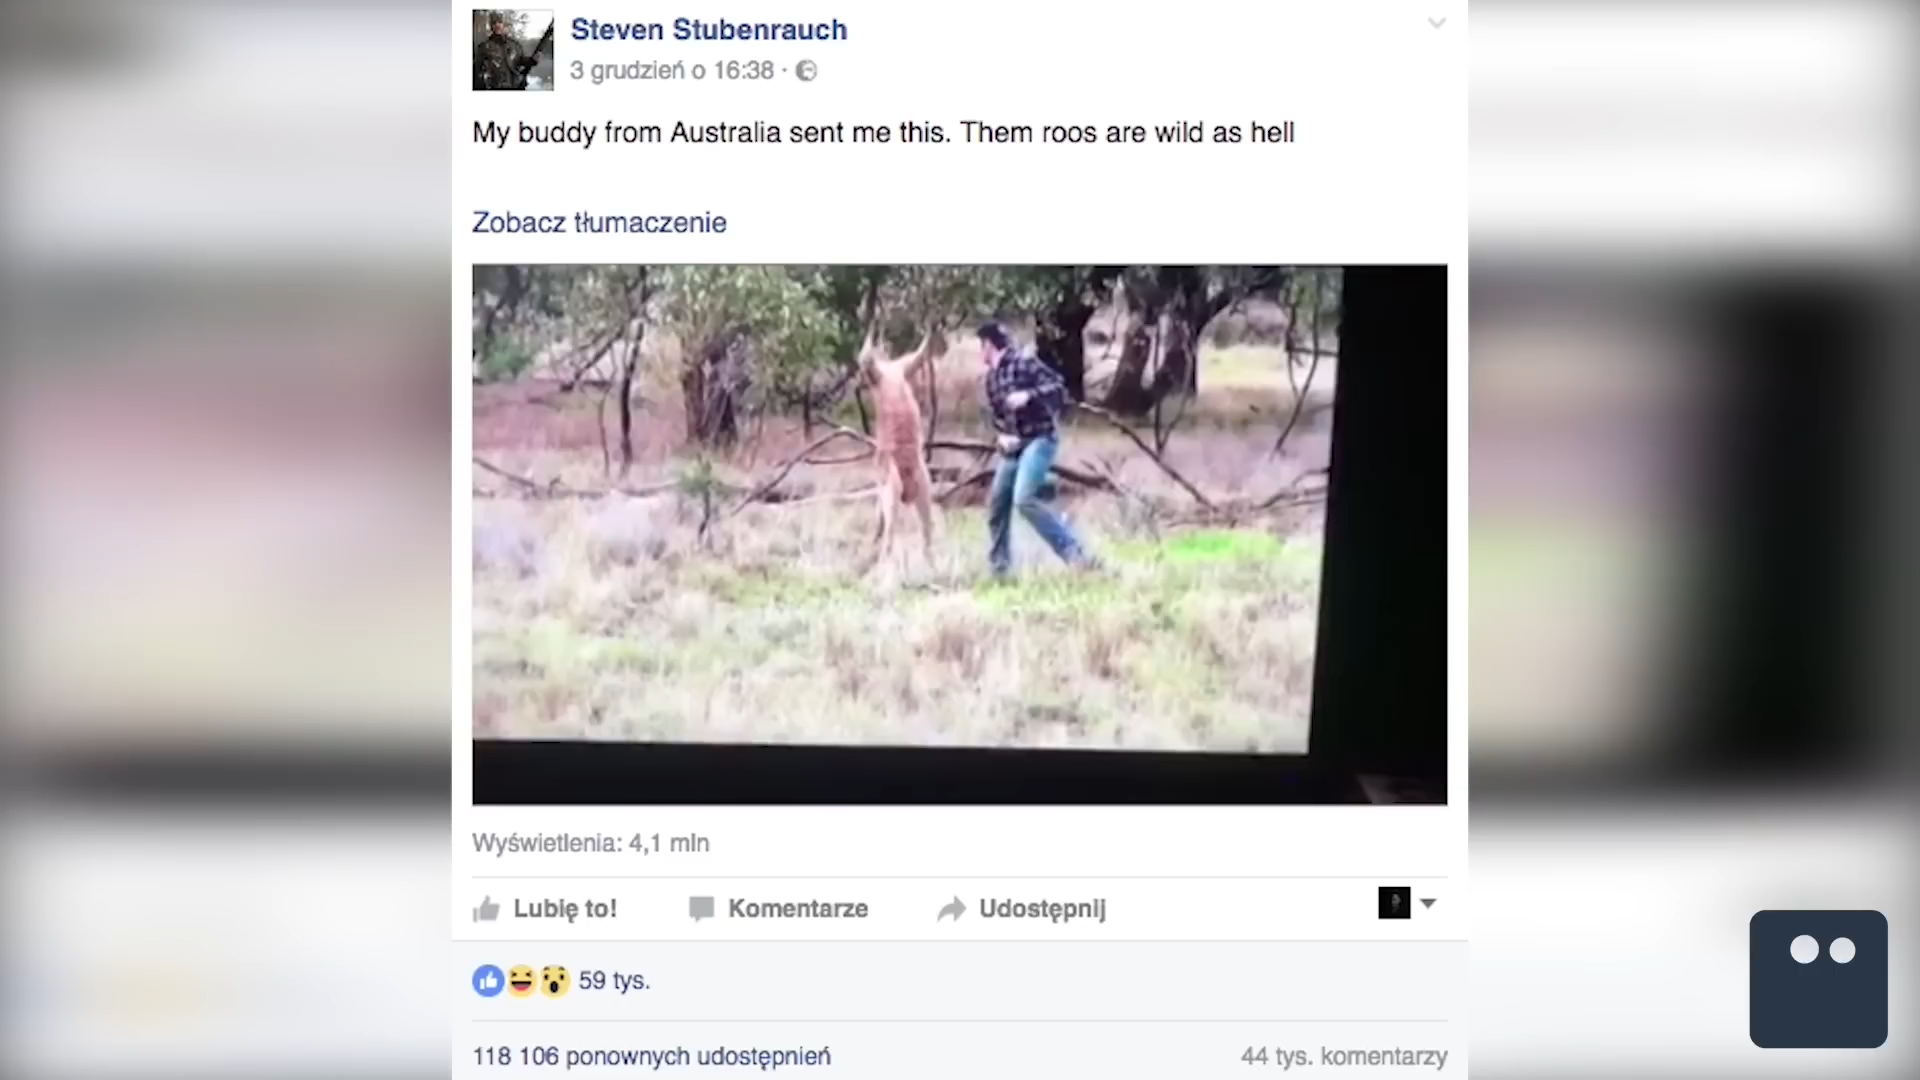 Steven Stubenrauch
3 grudzień o 16:38 ·
My buddy from Australia sent me this. Them roos are wild as hell
Zobacz tłumaczenie
Wyświetlenia: 4,1 mln
Lubię to! Komentarze Udostępnij
59 tys.
118 106 ponownych udostępnień 44 tys. komentarzy